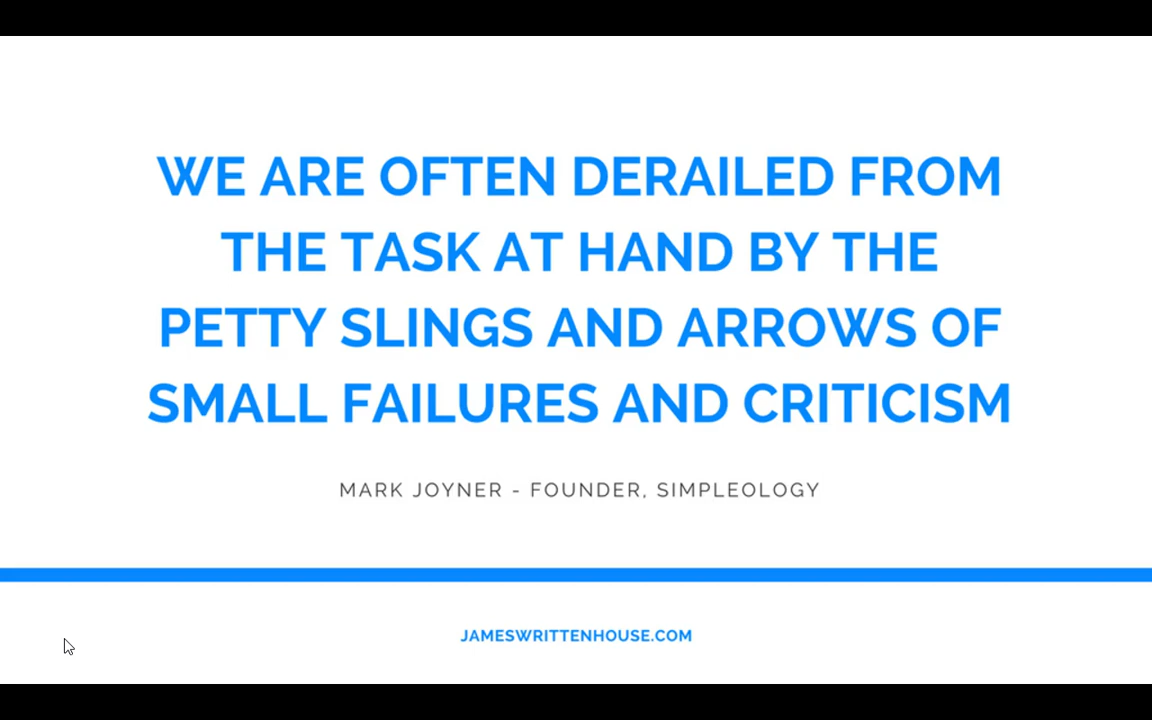 WE ARE OFTEN DERAILED FROM
THE TASK AT HAND BY THE
PETTY SLINGS AND ARROWS OF
SMALL FAILURES AND CRITICISM
MARK JOYNER - FOUNDER, SIMPLEOLOGY
JAMESWRITTENHOUSE.COM